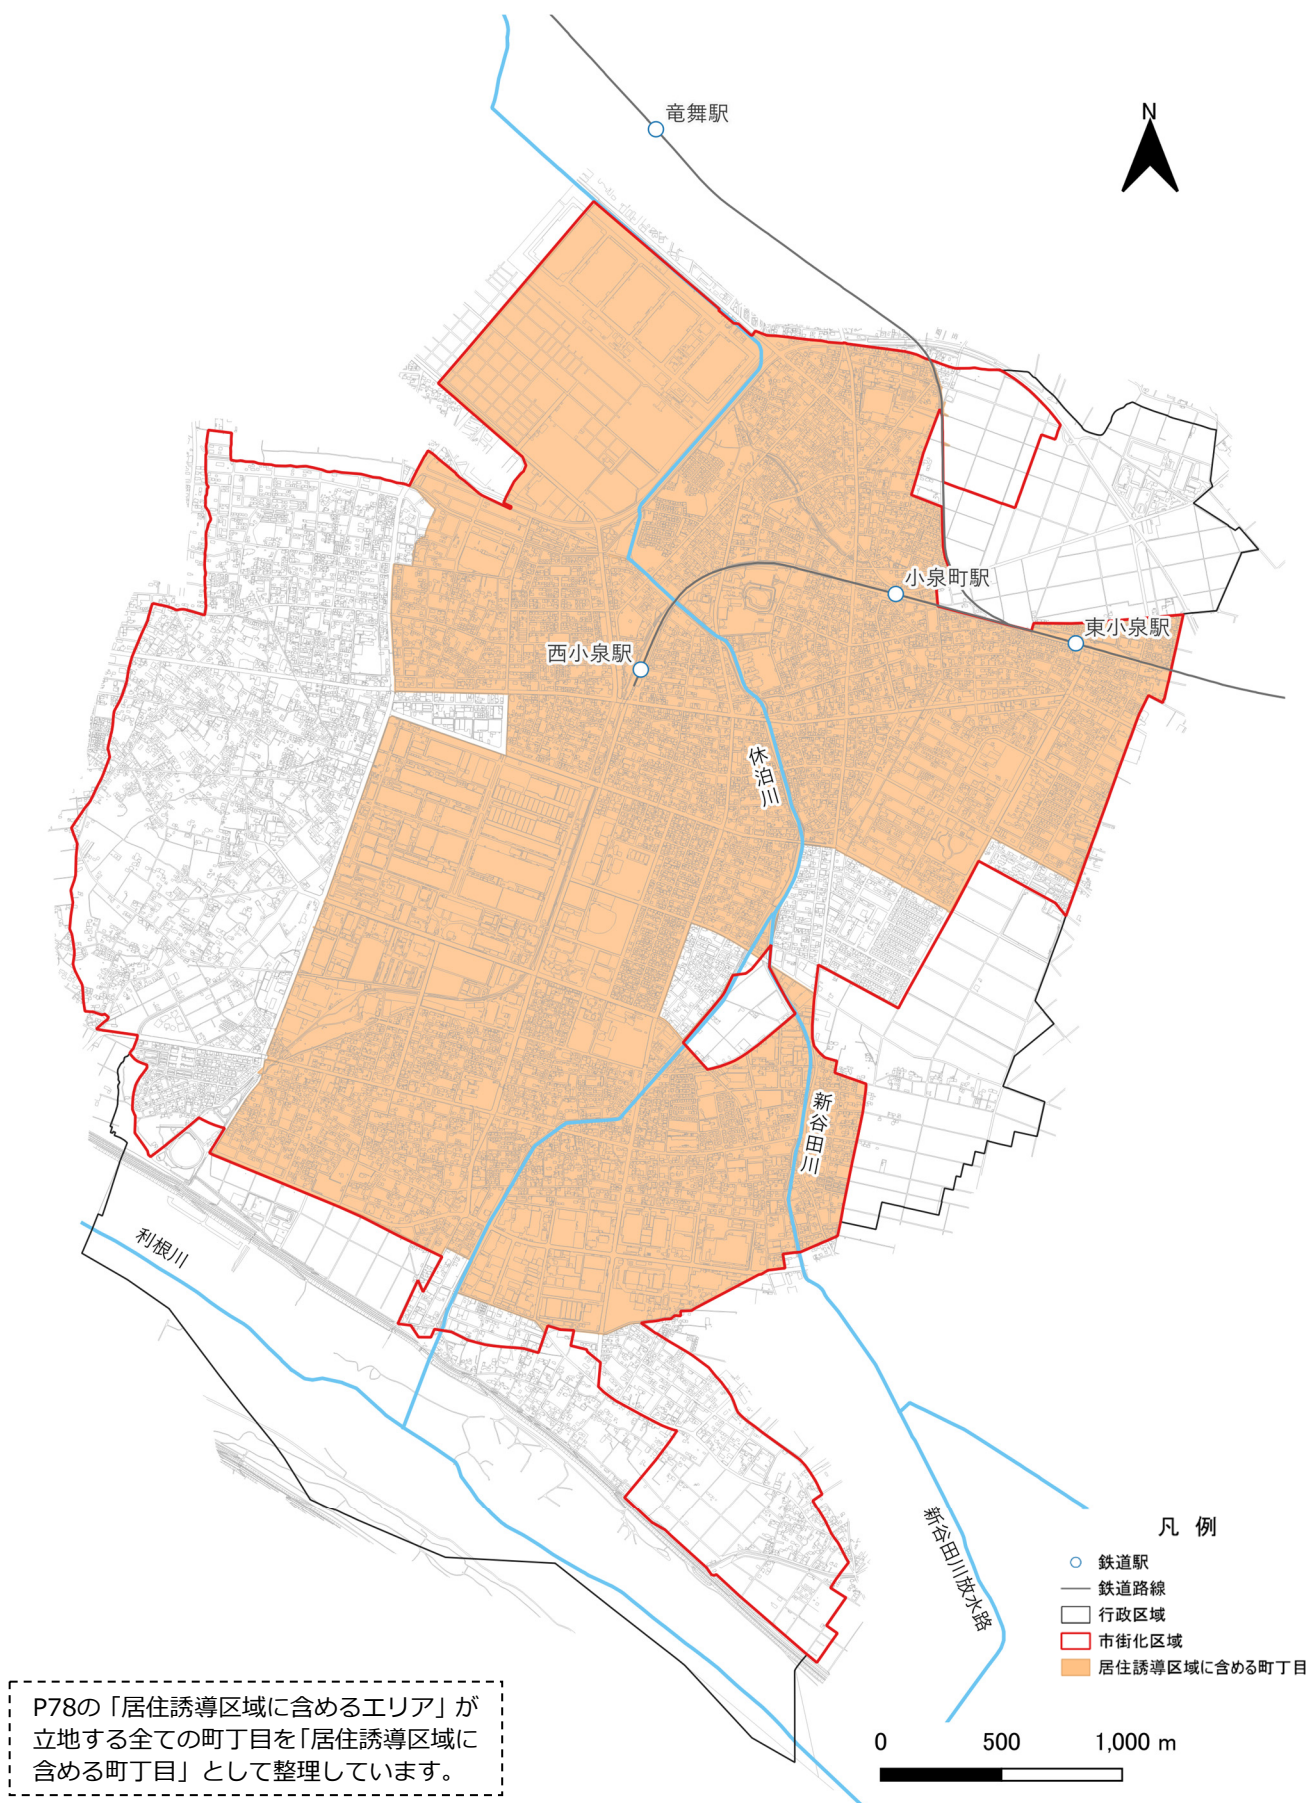 竜舞駅
N
小泉町駅
東小泉駅
西小泉駅
休泊川
新谷田川
利根川
新谷田川放水路
凡 例
鉄道駅
鉄道路線
行政区域
市街化区域
居住誘導区域に含める町丁目
P78の「居住誘導区域に含めるエリア」が
立地する全ての町丁目を「居住誘導区域に
含める町丁目」として整理しています。
0 500 1,000 m